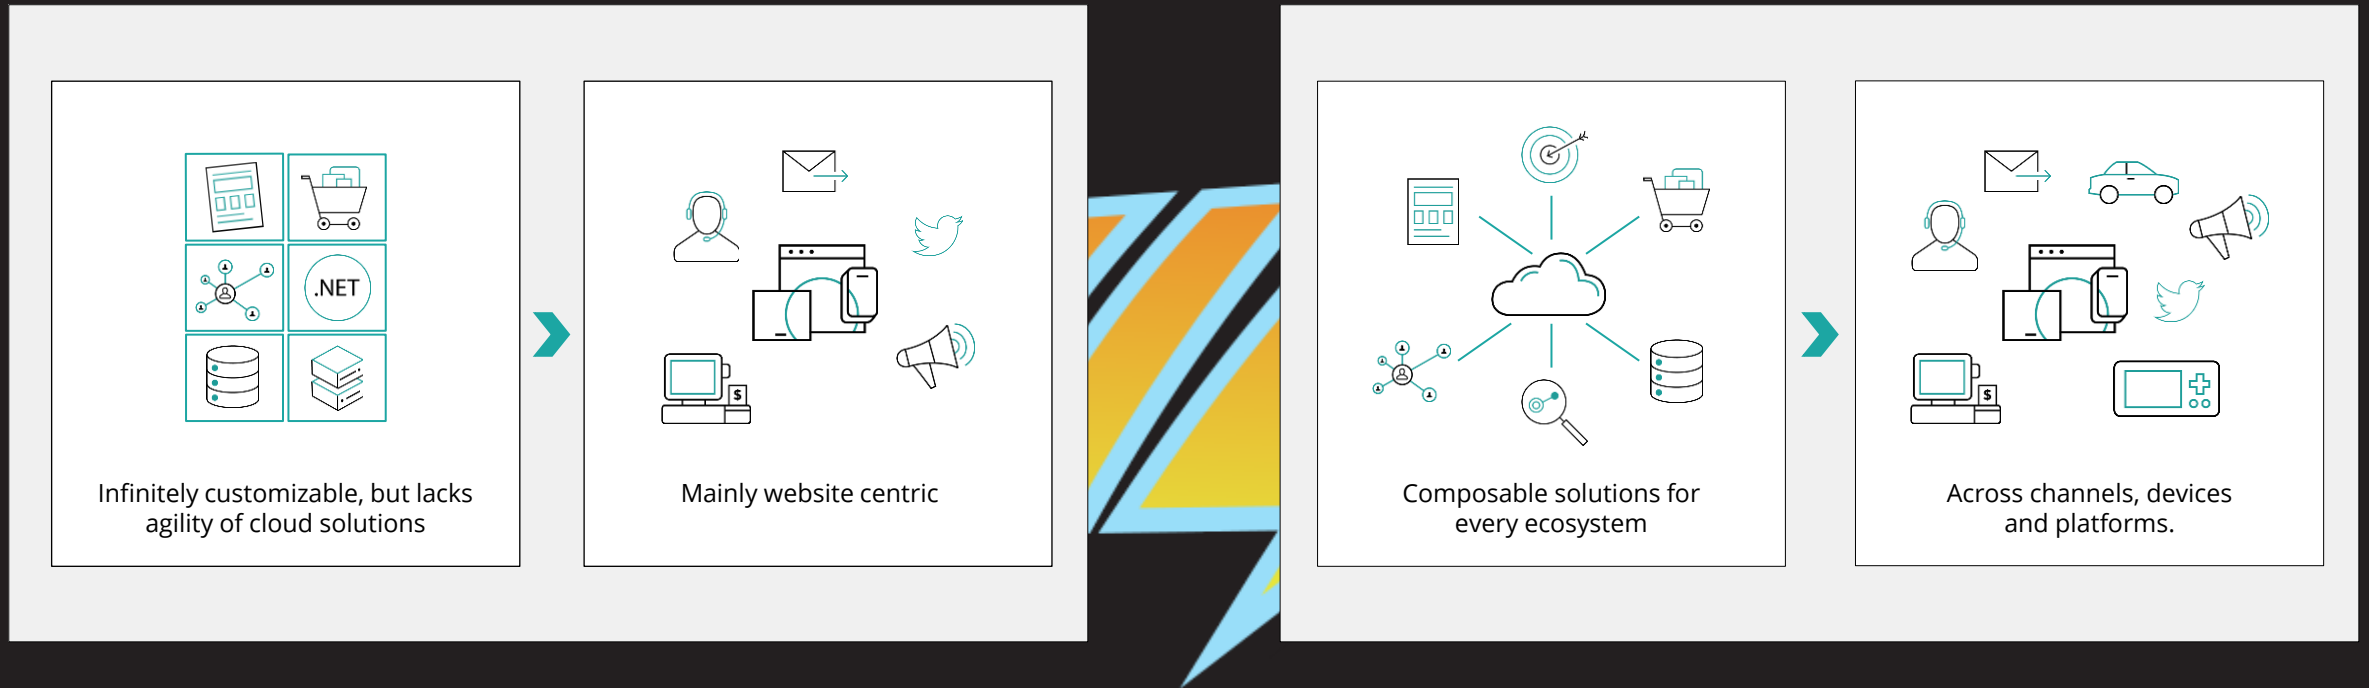 .NET
Infinitely customizable, but lacks
agility of cloud solutions
$
Mainly website centric
Composable solutions for
every ecosystem
$
Across channels, devices
and platforms.